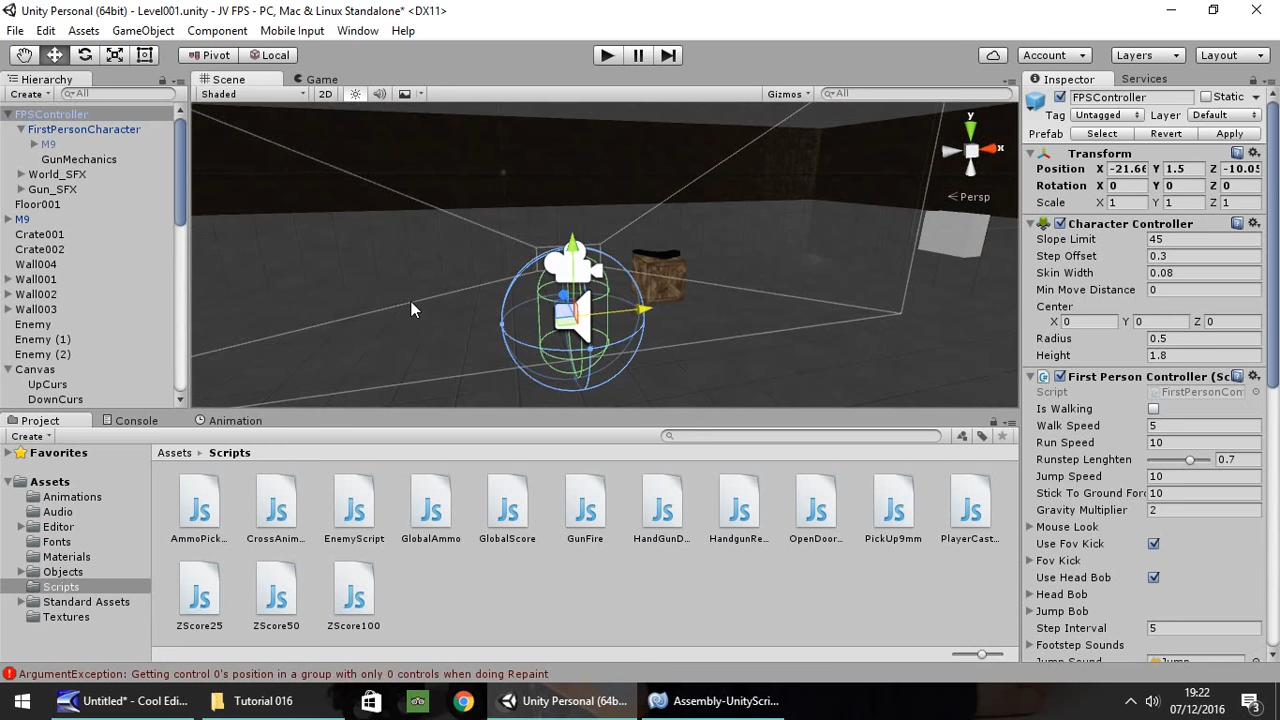 Unity Personal (64bit) - Level001.unity - JV FPS - PC, Mac & Linux Standalone* <DX11>
File Edit Assets GameObject Component Mobile Input Window Help
Pivot Local Account Layers Layout
Hierarchy
Create All
FPSController
FirstPersonCharacter
M9
GunMechanics
World_SFX
Gun_SFX
Floor001
M9
Crate001
Crate002
Wall004
Wall001
Wall002
Wall003
Enemy
Enemy (1)
Enemy (2)
Canvas
UpCurs
DownCurs
Scene Game
Shaded 2D Gizmos All
y
x
Persp
Inspector Services
FPSController Static
Tag Untagged Layer Default
Prefab Select Revert Apply
Transform
Position X -21.66 Y 1.5 Z -10.05
Rotation X 0 Y 0 Z 0
Scale X 1 Y 1 Z 1
Character Controller
Slope Limit 45
Step Offset 0.3
Skin Width 0.08
Min Move Distance 0
Center
X 0 Y 0 Z 0
Radius 0.5
Height 1.8
First Person Controller (Sc
Script FirstPersonCon
Is Walking
Walk Speed 5
Run Speed 10
Runstep Lenghten 0.7
Jump Speed 10
Stick To Ground For 10
Gravity Multiplier 2
Mouse Look
Use Fov Kick
Fov Kick
Use Head Bob
Head Bob
Jump Bob
Step Interval 5
Footstep Sounds
Jump Sound Jump
Project Console Animation
Create
Favorites
Assets
Animations
Audio
Editor
Fonts
Materials
Objects
Scripts
Standard Assets
Textures
Assets Scripts
Js Js Js Js Js Js Js Js Js Js Js
AmmoPick... CrossAnim... EnemyScript GlobalAmmo GlobalScore GunFire HandGunD... HandgunRe... OpenDoor... PickUp9mm PlayerCast...
Js Js Js
ZScore25 ZScore50 ZScore100
ArgumentException: Getting control 0's position in a group with only 0 controls when doing Repaint
Untitled* - Cool Edi... Tutorial 016 Unity Personal (64b... Assembly-UnityScri...
19:22
07/12/2016
3